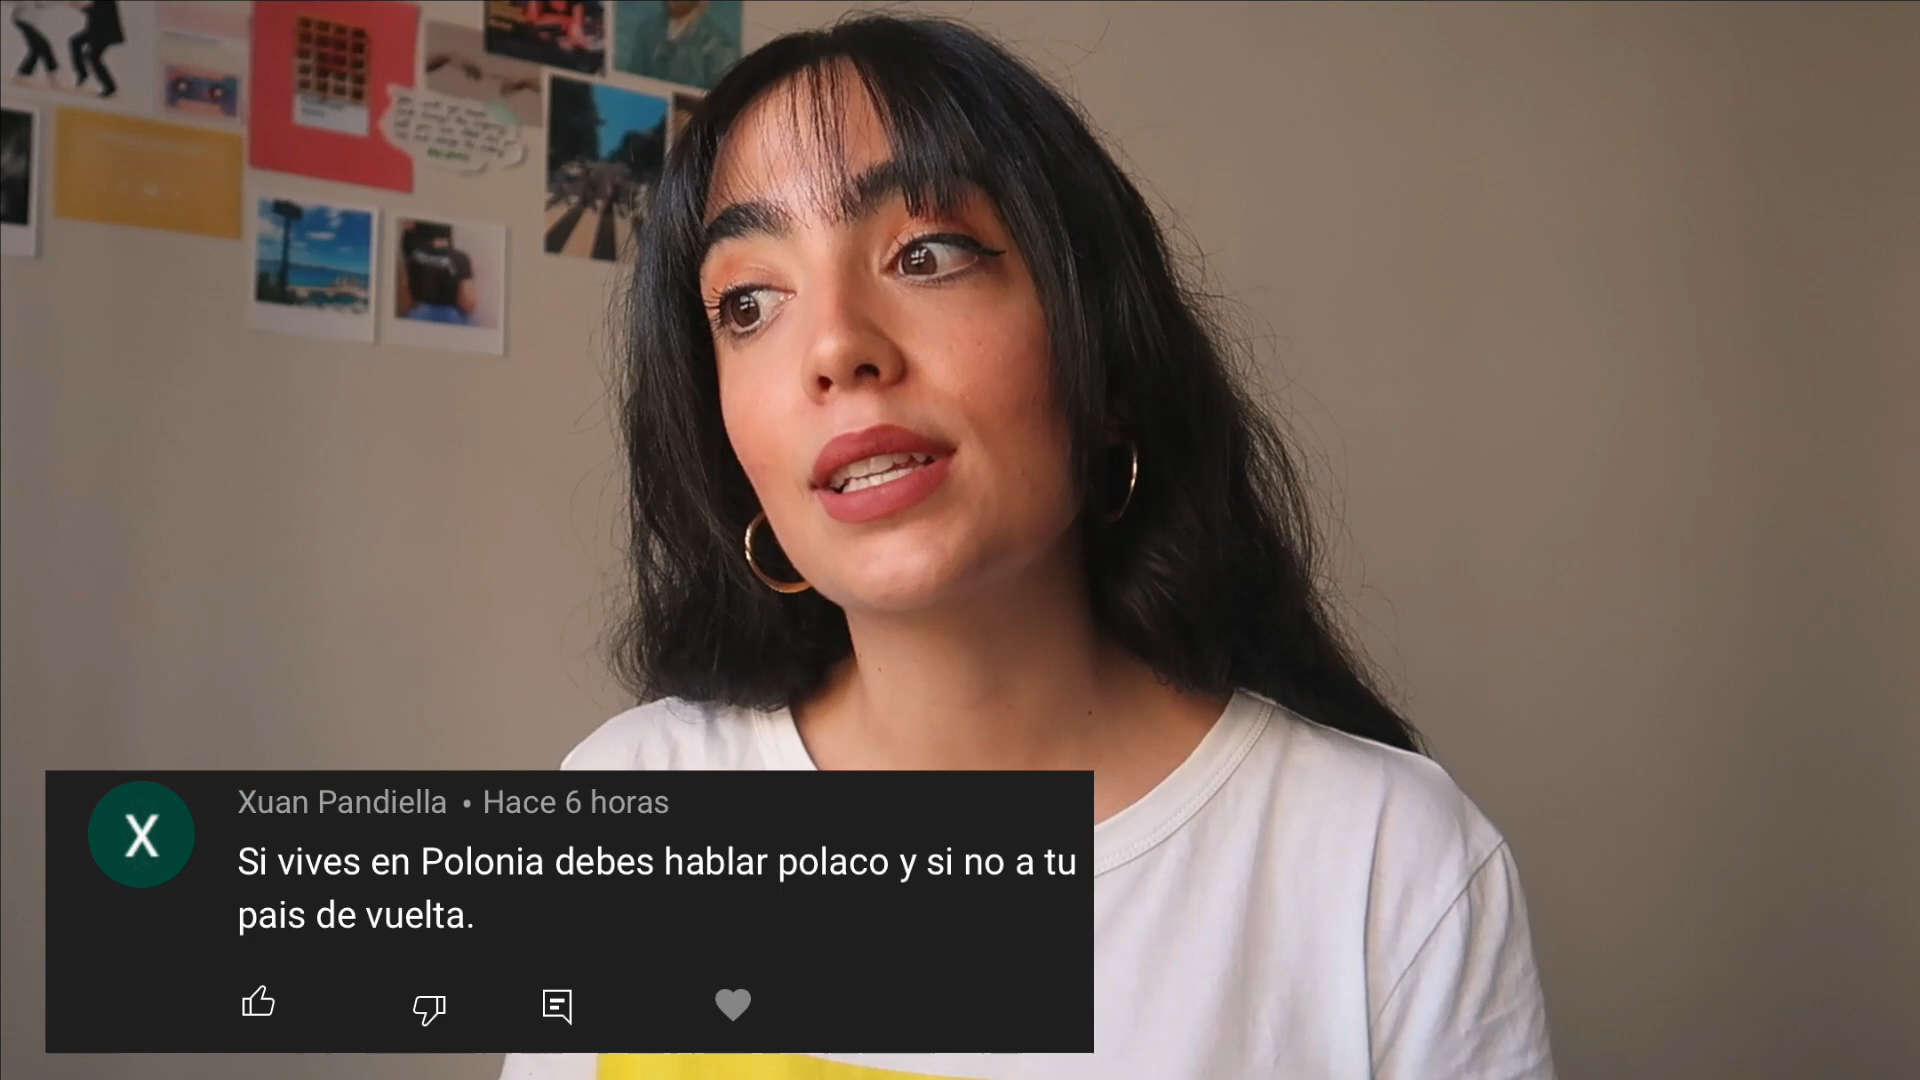 Xuan Pandiella • Hace 6 horas
X
Si vives en Polonia debes hablar polaco y si no a tu
pais de vuelta.